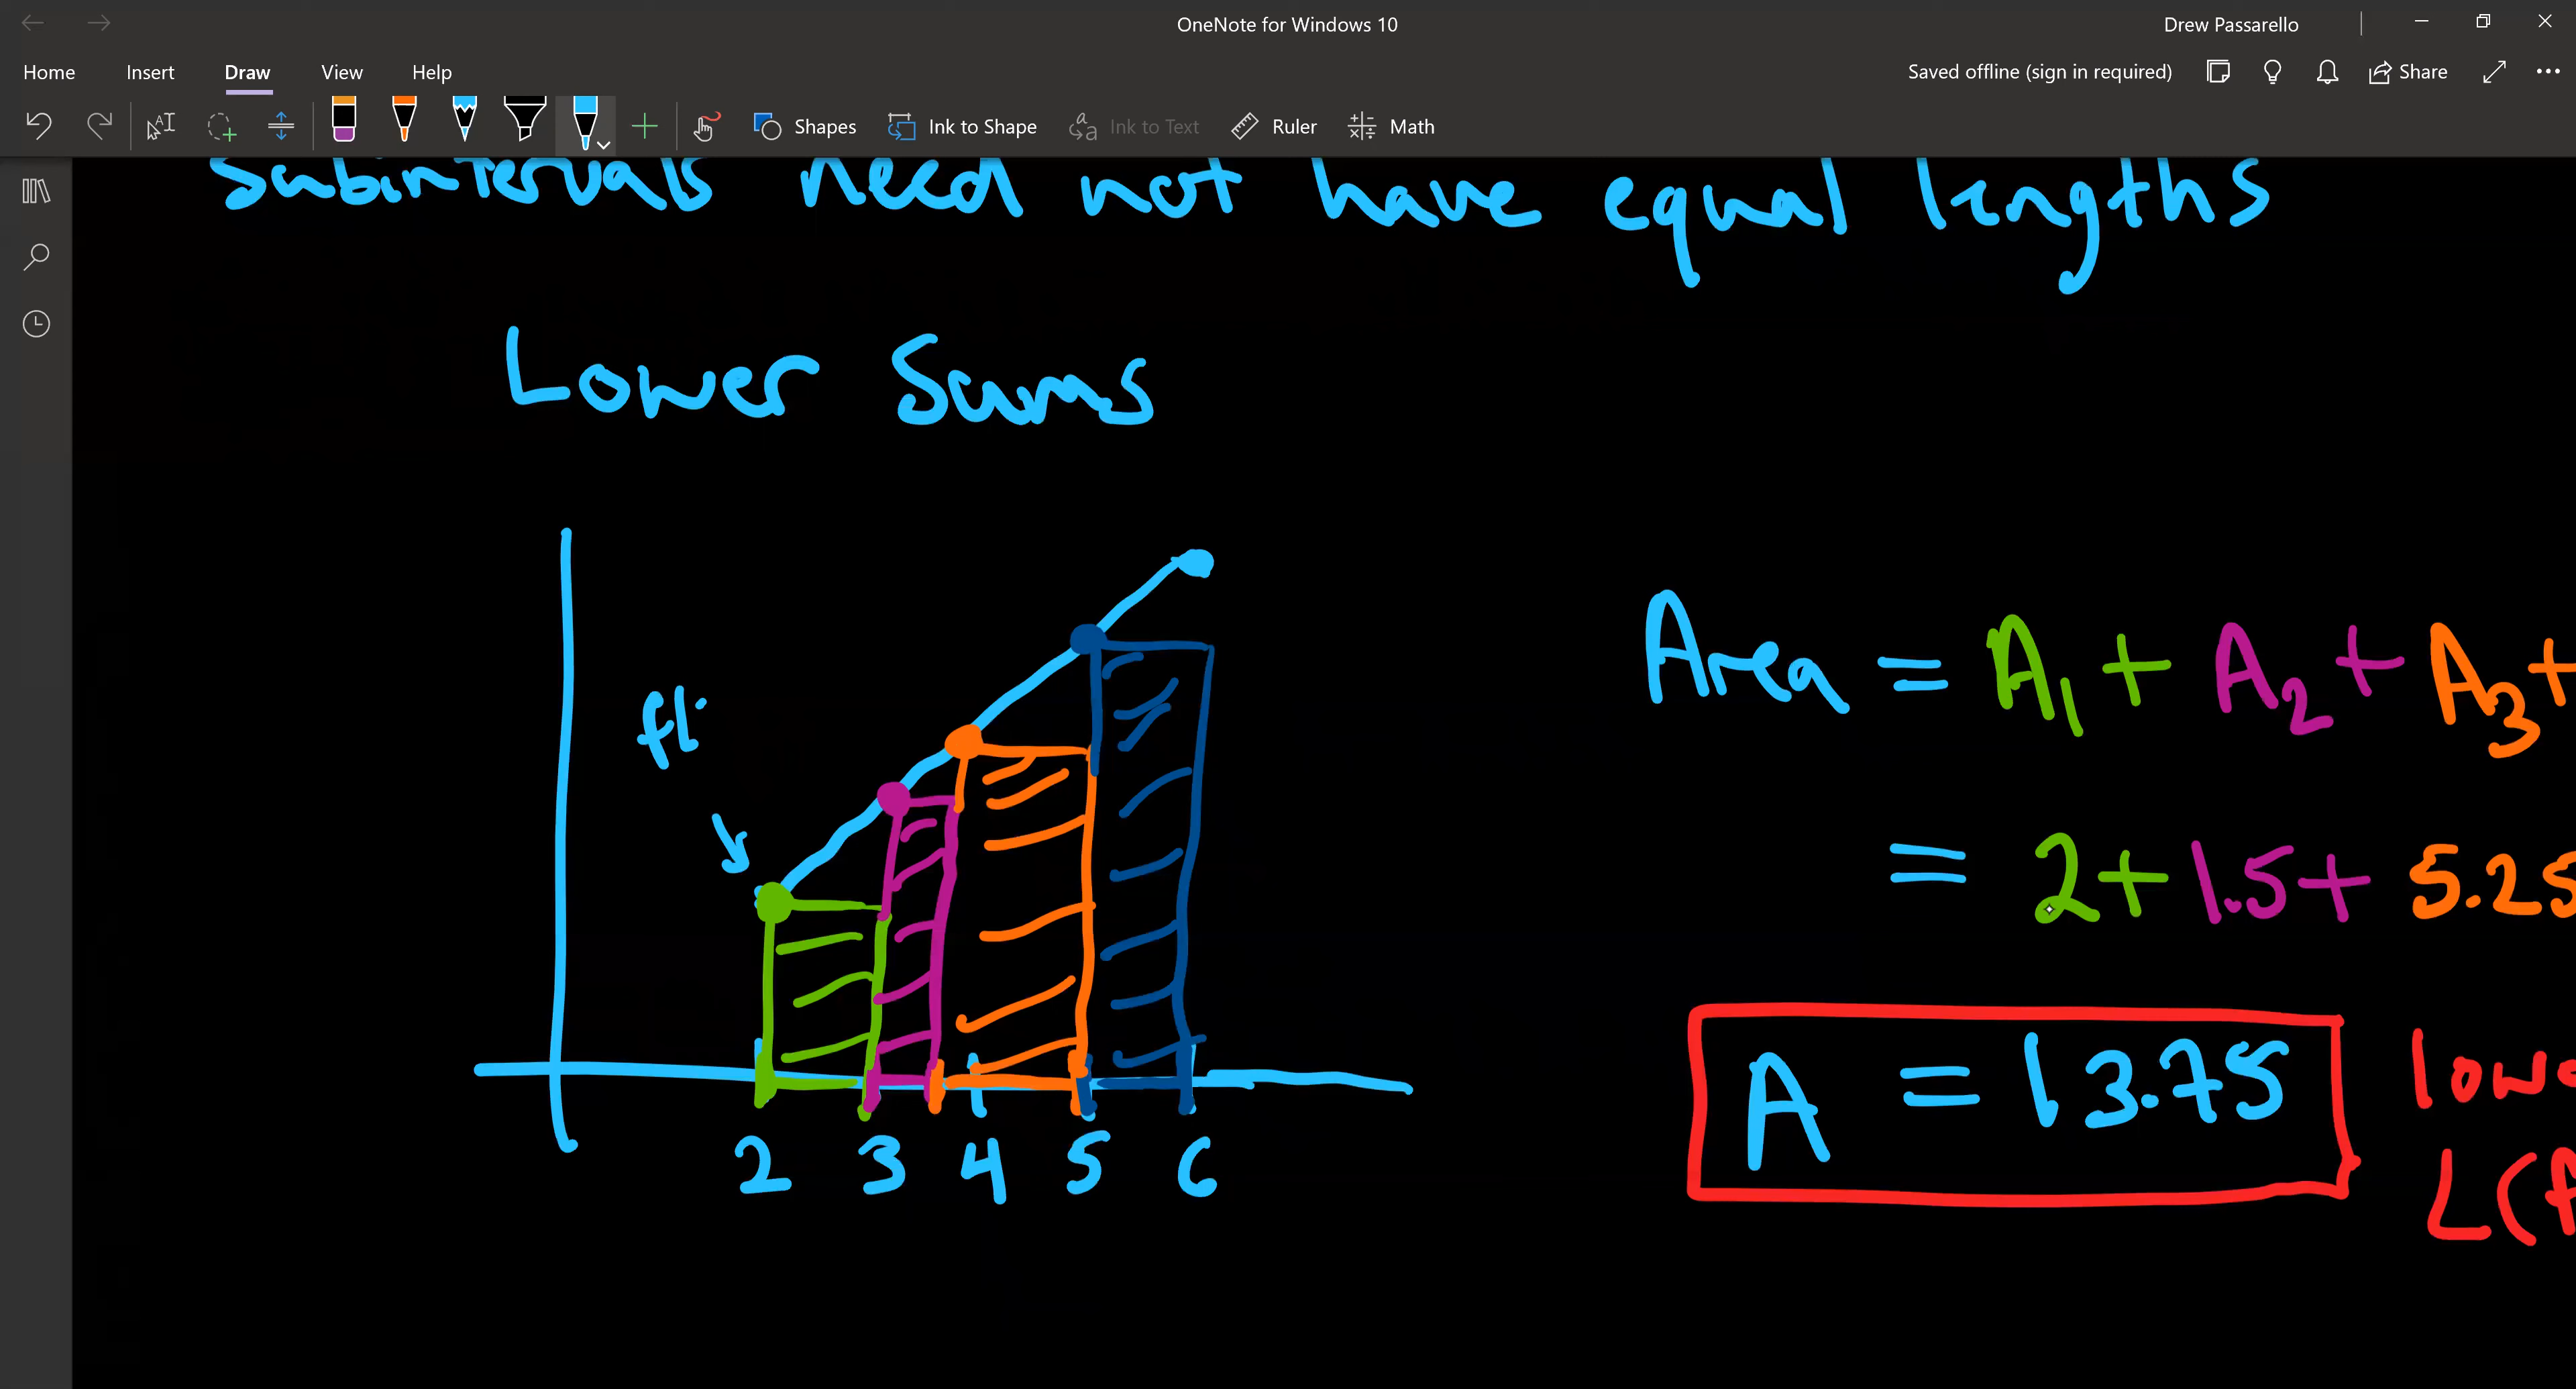 OneNote for Windows 10
Drew Passarello
Home Insert Draw View Help
Saved offline (sign in required) Share
Shapes Ink to Shape Ink to Text Ruler Math
Subintervals need not have equal lengths
Lower Sums
Area = A1 + A2 + A3 +
= 2 + 1.5 + 5.25
A = 13.75
L(f
2 3 4 5 6